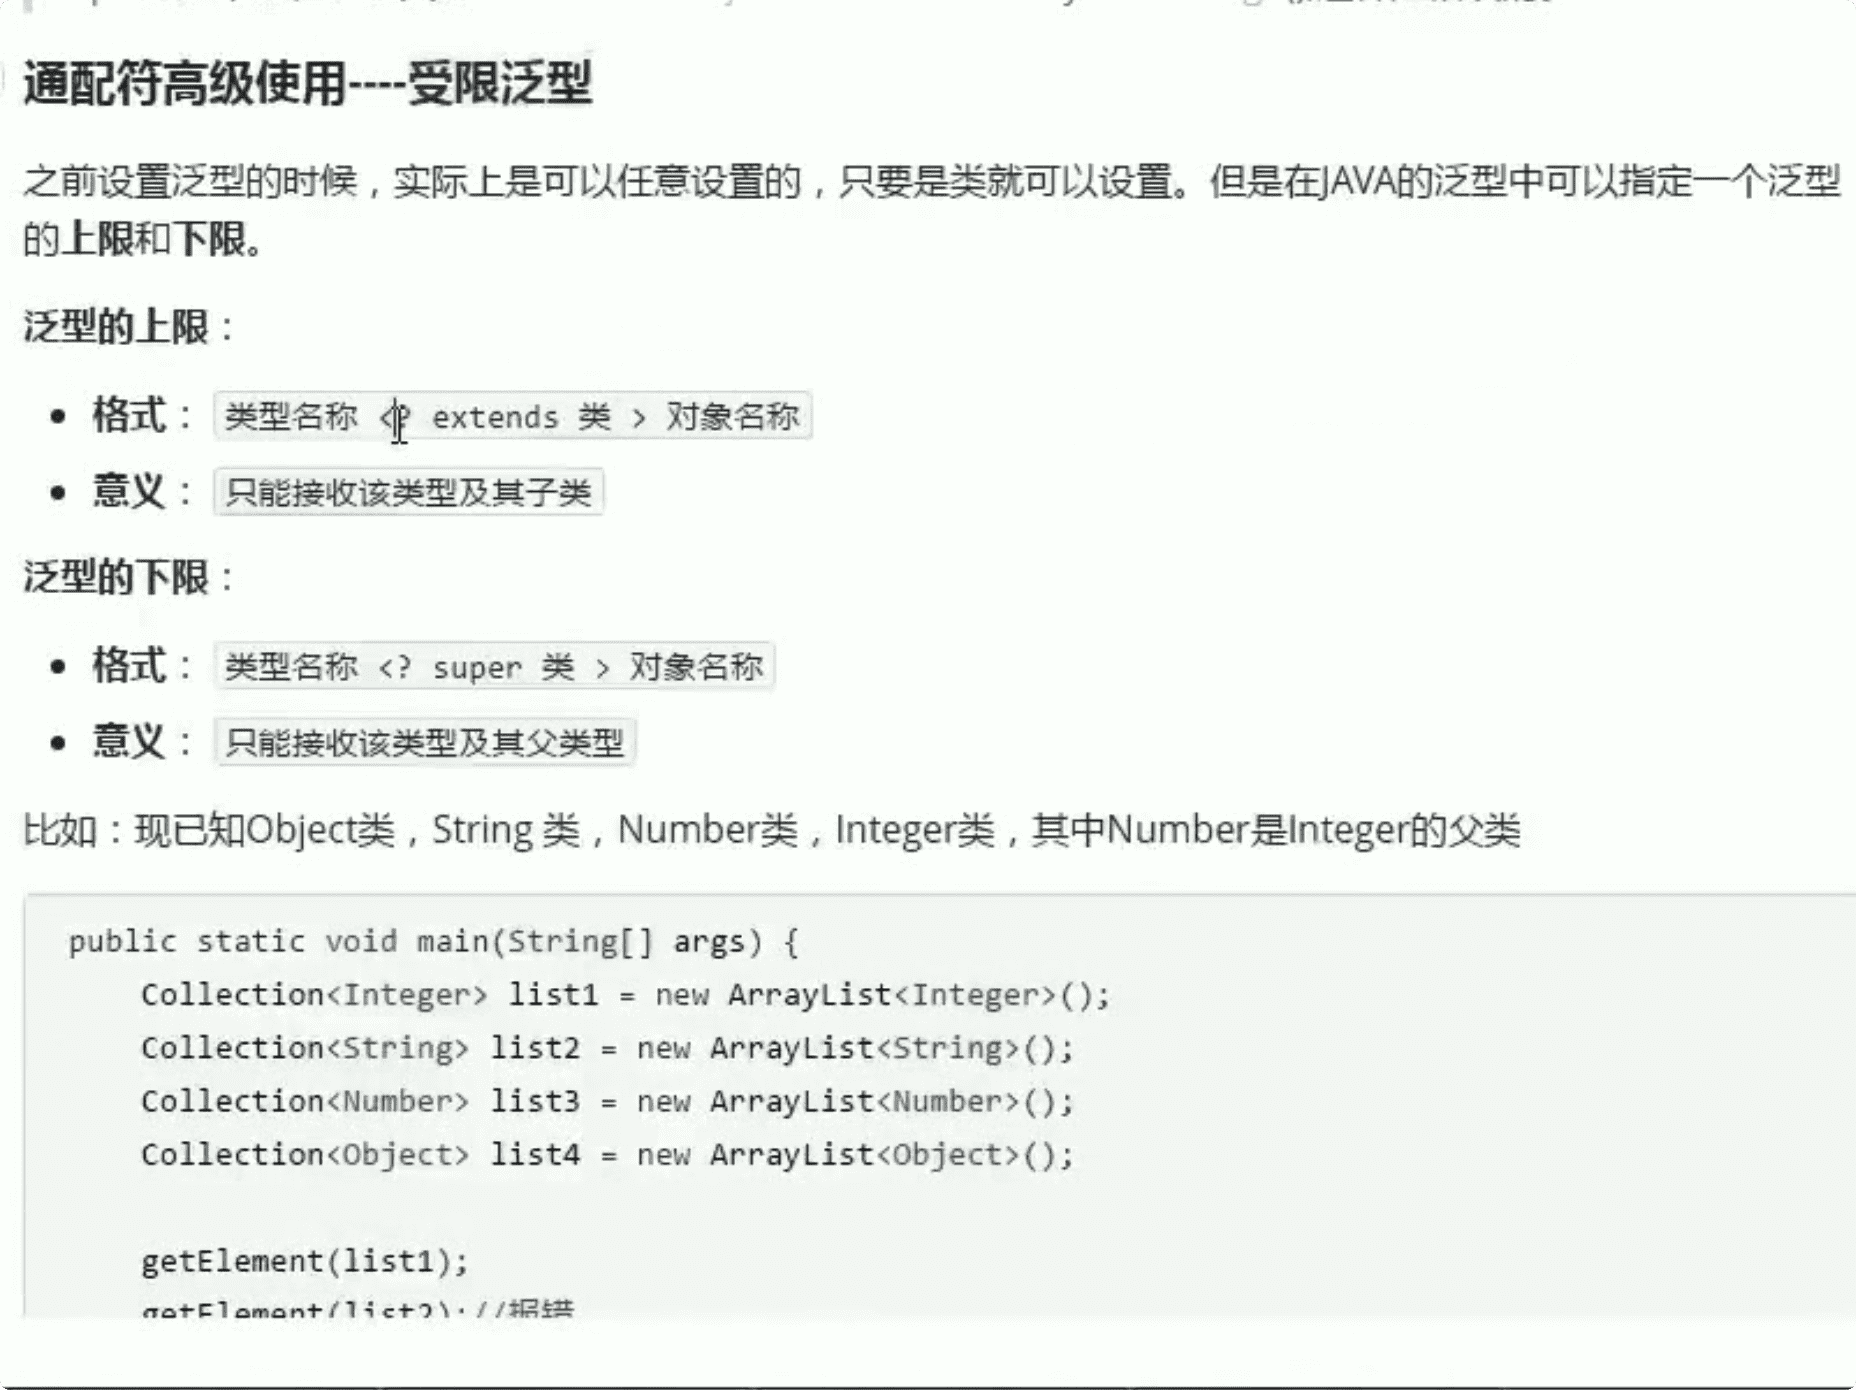 通配符高级使用----受限泛型
之前设置泛型的时候，实际上是可以任意设置的，只要是类就可以设置。但是在JAVA的泛型中可以指定一个泛型
的上限和下限。
泛型的上限：
• 格式： 类型名称 <? extends 类 > 对象名称
• 意义： 只能接收该类型及其子类
泛型的下限：
• 格式： 类型名称 <? super 类 > 对象名称
• 意义： 只能接收该类型及其父类型
比如：现已知Object类，String 类，Number类，Integer类，其中Number是Integer的父类
public static void main(String[] args) {
Collection<Integer> list1 = new ArrayList<Integer>();
Collection<String> list2 = new ArrayList<String>();
Collection<Number> list3 = new ArrayList<Number>();
Collection<Object> list4 = new ArrayList<Object>();
getElement(list1);
getElement(list2);//报错